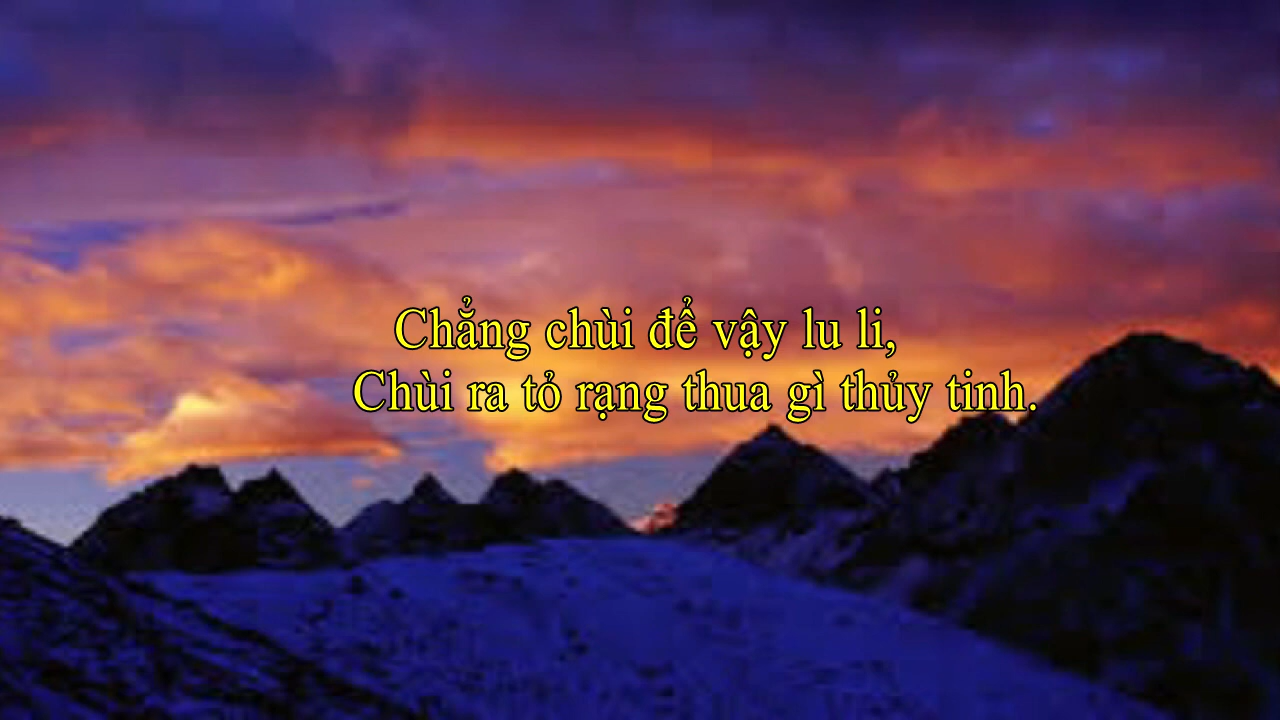 Chẳng chùi để vậy lu li,
Chùi ra tỏ rạng thua gì thủy tinh.